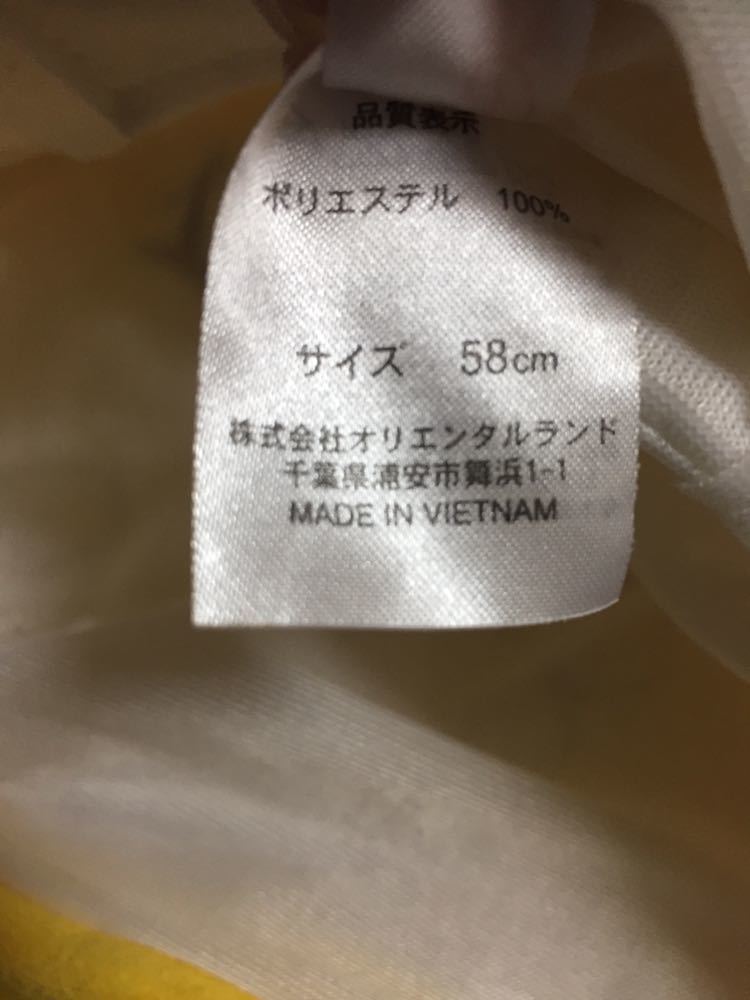 品質表示
ポリエステル 100%
サイズ 58cm
株式会社オリエンタルランド
千葉県浦安市舞浜1-1
MADE IN VIETNAM